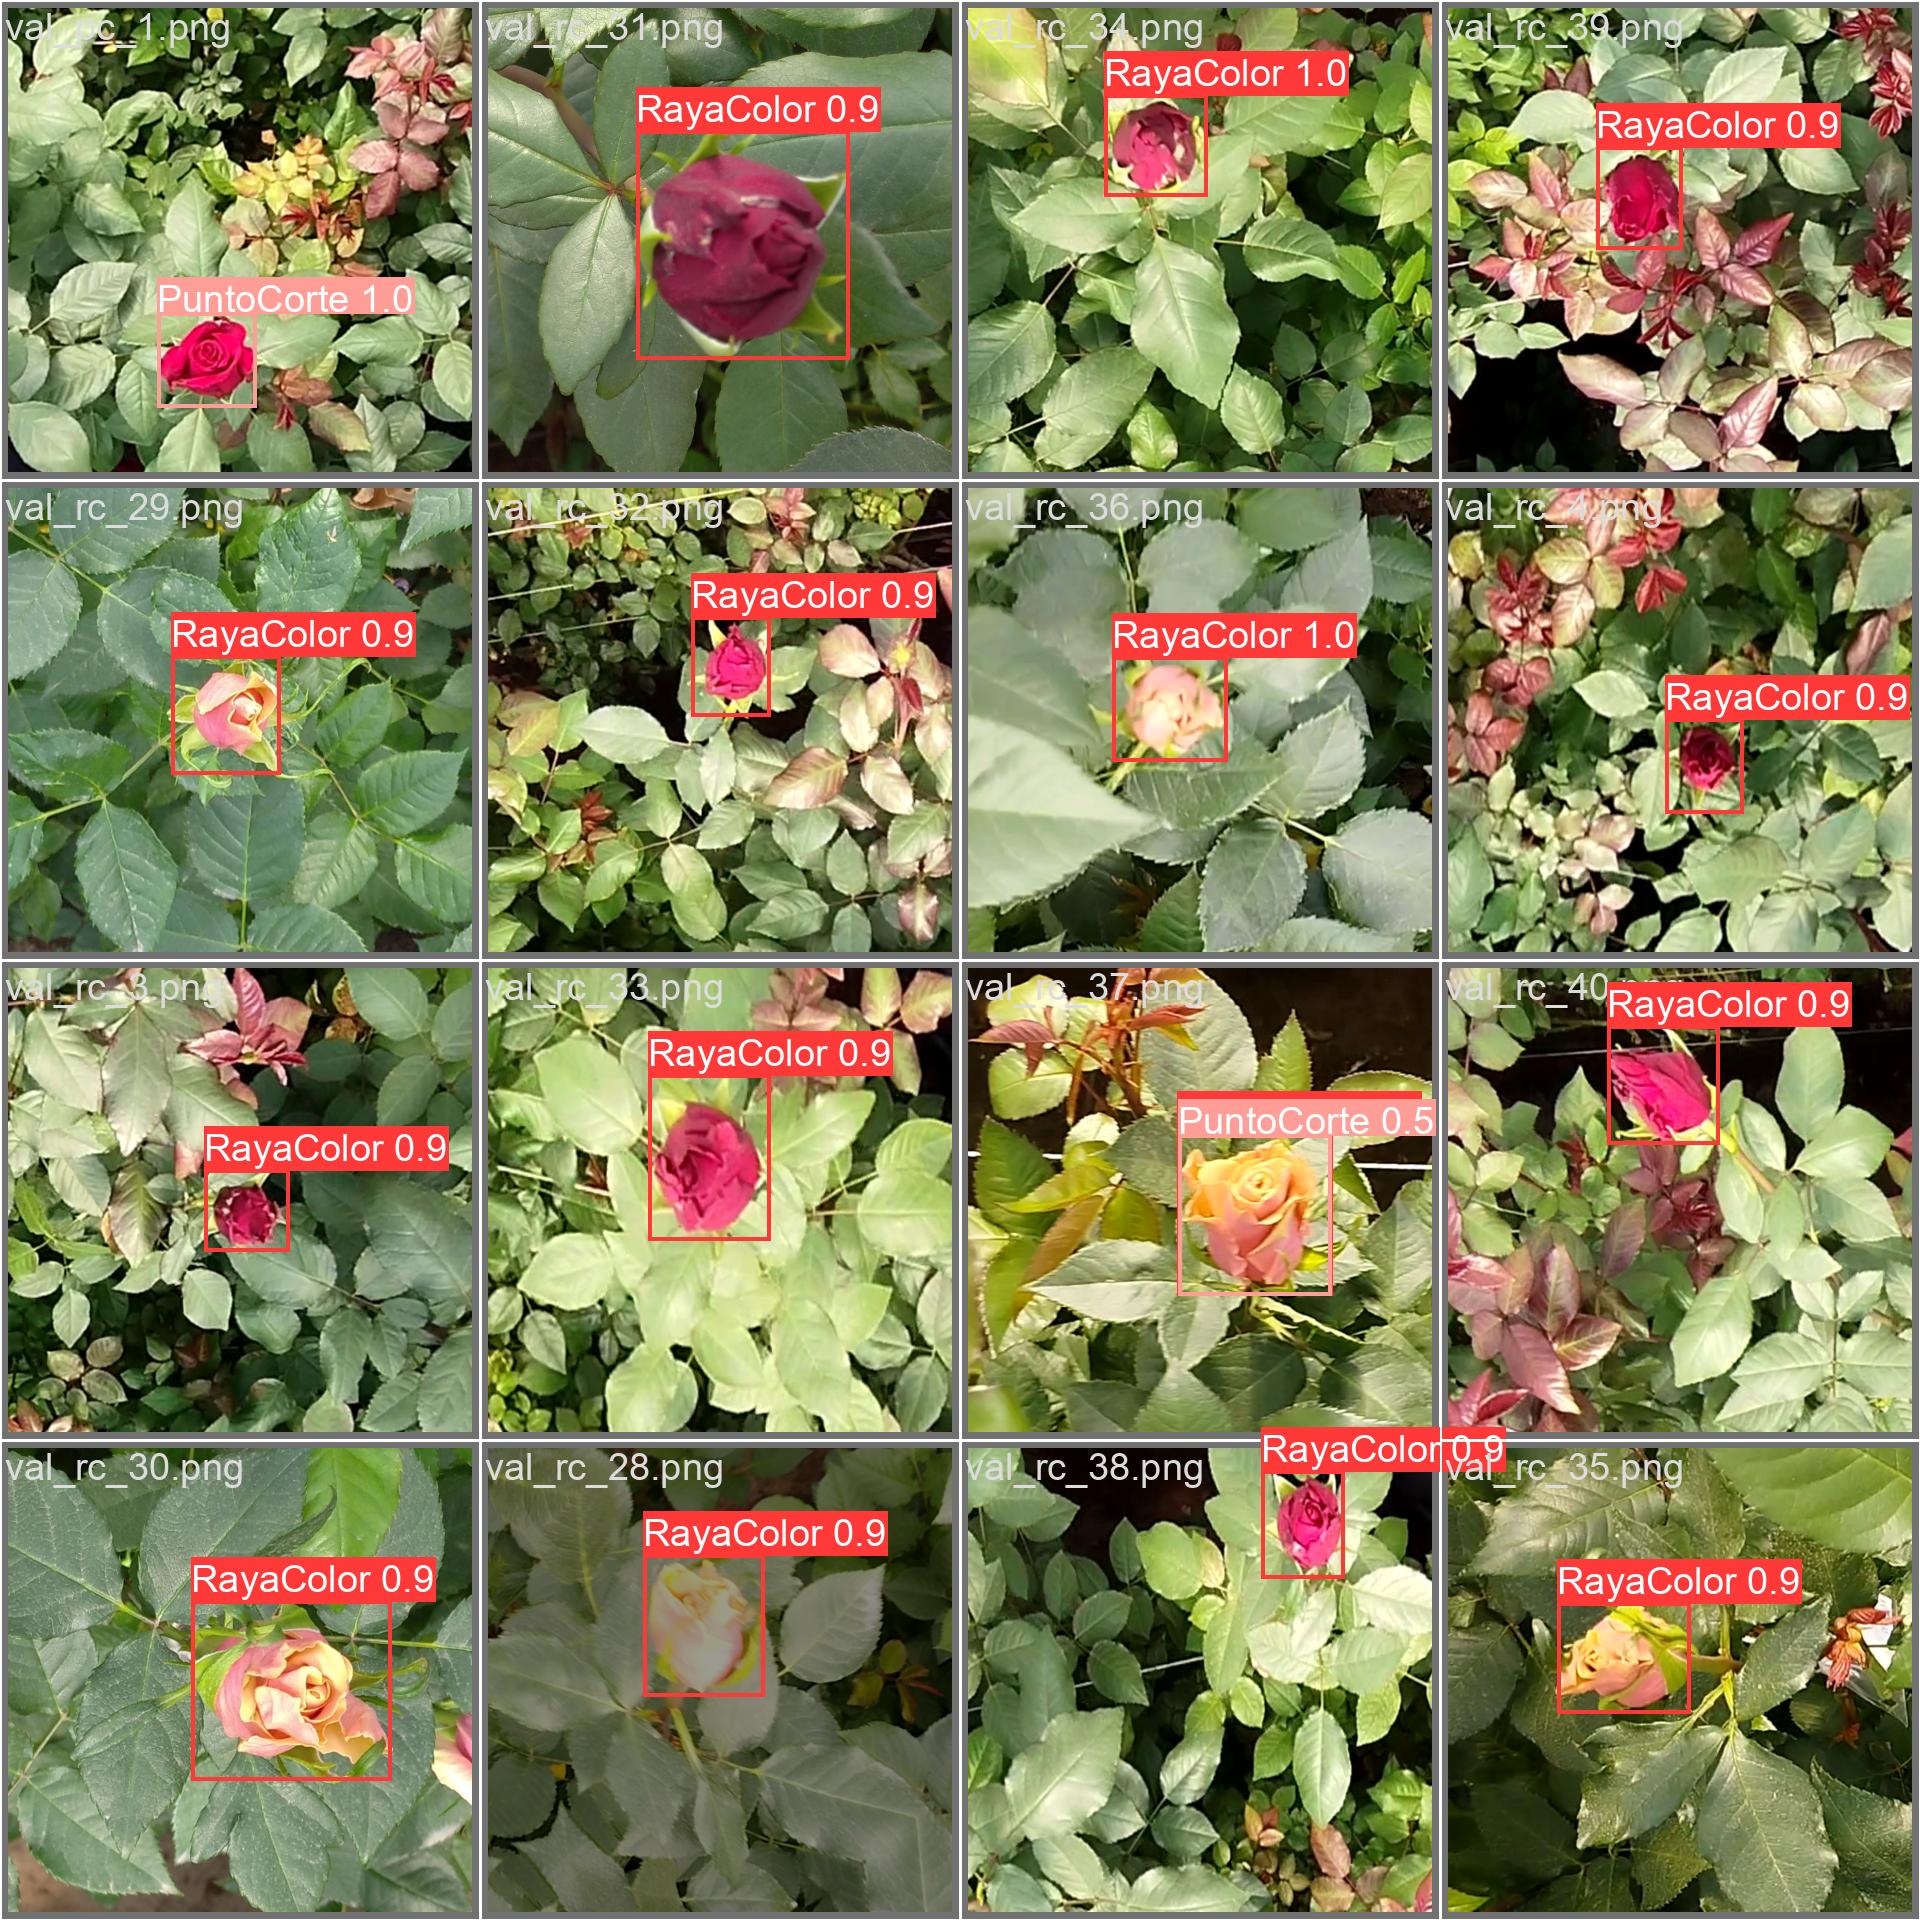 val_pc_1.png
PuntoCorte 1.0
val_rc_31.png
RayaColor 0.9
val_rc_34.png
RayaColor 1.0
val_rc_39.png
RayaColor 0.9
val_rc_29.png
RayaColor 0.9
val_rc_32.png
RayaColor 0.9
val_rc_36.png
RayaColor 1.0
val_rc_4.png
RayaColor 0.9
val_rc_3.png
RayaColor 0.9
val_rc_33.png
RayaColor 0.9
val_rc_37.png
PuntoCorte 0.5
val_rc_40.png
RayaColor 0.9
val_rc_30.png
RayaColor 0.9
val_rc_28.png
RayaColor 0.9
val_rc_38.png
RayaColor 0.9
val_rc_35.png
RayaColor 0.9